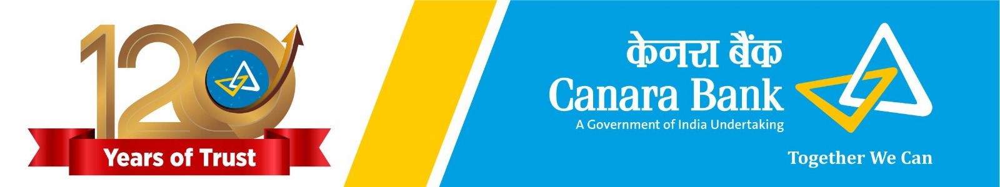 120
Years of Trust
केनरा बैंक
Canara Bank
A Government of India Undertaking
Together We Can